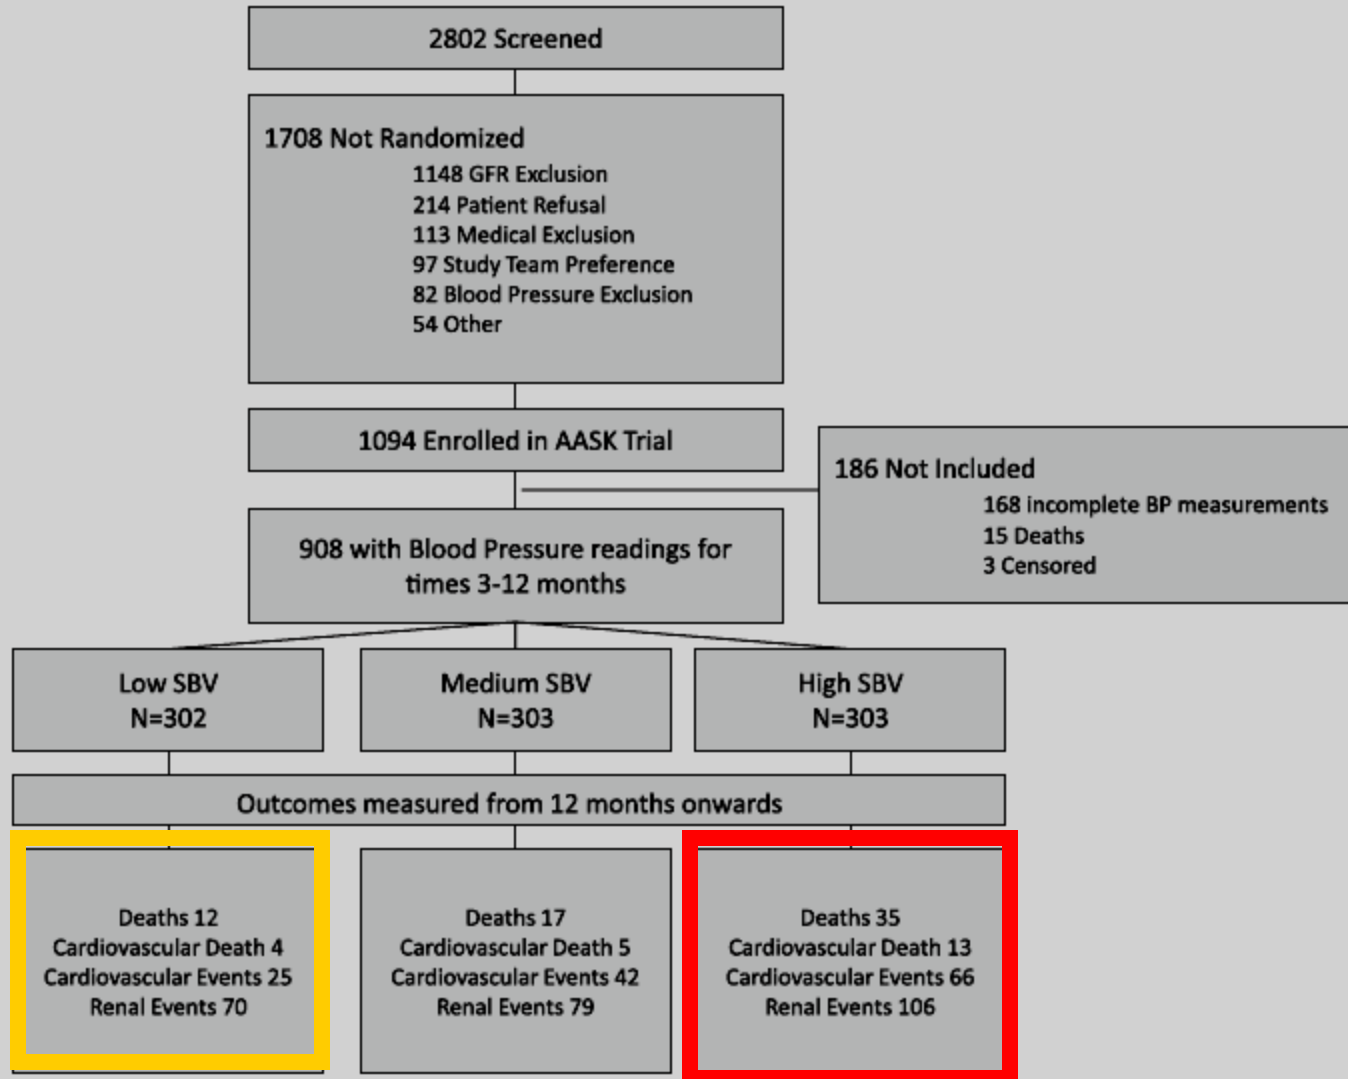 2802 Screened
1708 Not Randomized
1148 GFR Exclusion
214 Patient Refusal
113 Medical Exclusion
97 Study Team Preference
82 Blood Pressure Exclusion
54 Other
1094 Enrolled in AASK Trial
186 Not Included
168 incomplete BP measurements
15 Deaths
3 Censored
908 with Blood Pressure readings for
times 3-12 months
Low SBV
N=302
Medium SBV
N=303
High SBV
N=303
Outcomes measured from 12 months onwards
Deaths 12
Cardiovascular Death 4
Cardiovascular Events 25
Renal Events 70
Deaths 17
Cardiovascular Death 5
Cardiovascular Events 42
Renal Events 79
Deaths 35
Cardiovascular Death 13
Cardiovascular Events 66
Renal Events 106